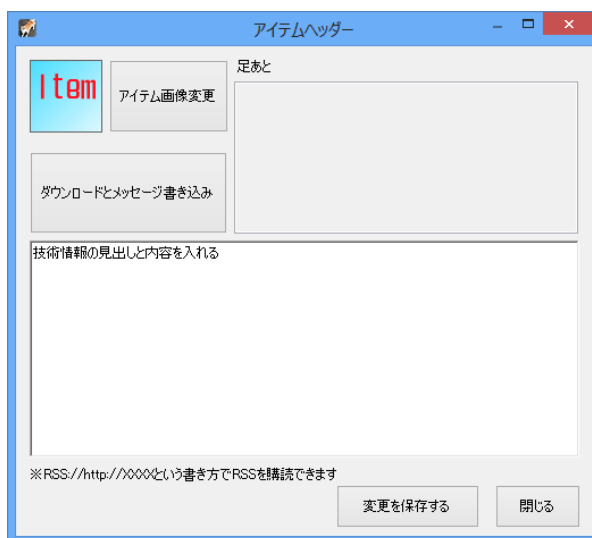 アイテムヘッダー
Item
アイテム画像変更
足あと
ダウンロードとメッセージ書き込み
技術情報の見出しと内容を入れる
※RSS://http://XXXXという書き方でRSSを購読できます
変更を保存する
閉じる